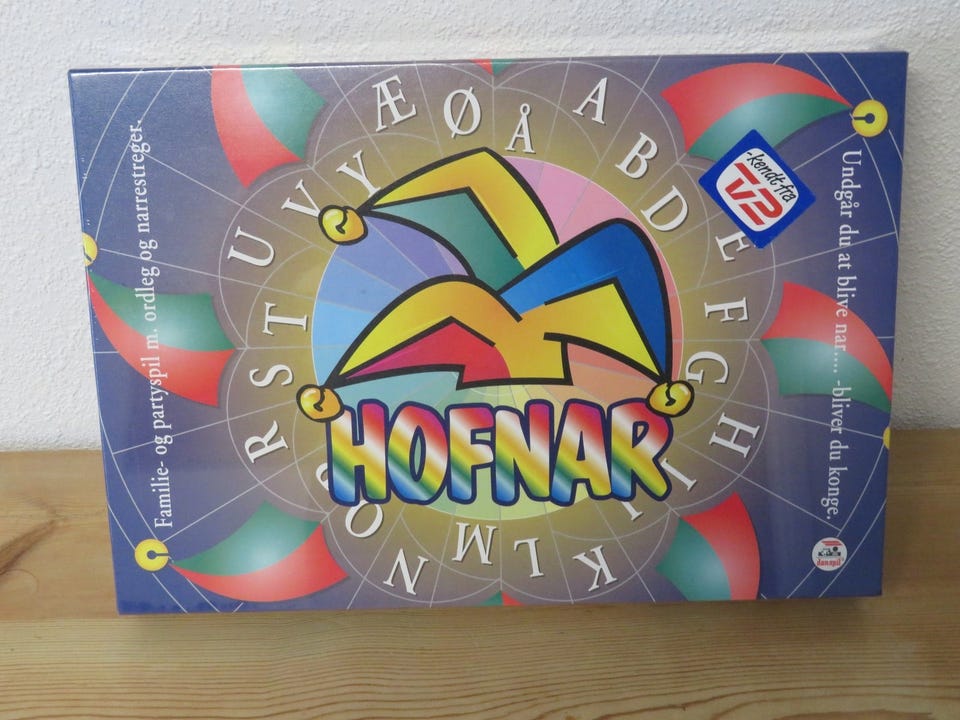 Familie- og partyspil m. ordleg og narrestreger.
HOFNAR
Undgår du at blive nar.... -bliver du konge.
-kendt fra
TV2
danspil
A
B
D
E
F
G
H
I
J
K
L
M
N
O
P
R
S
T
U
V
Y
Æ
Ø
Å